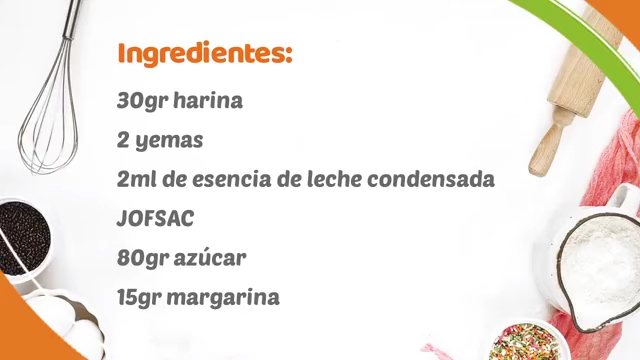 Ingredientes:
30gr harina
2 yemas
2ml de esencia de leche condensada
JOFSAC
80gr azúcar
15gr margarina